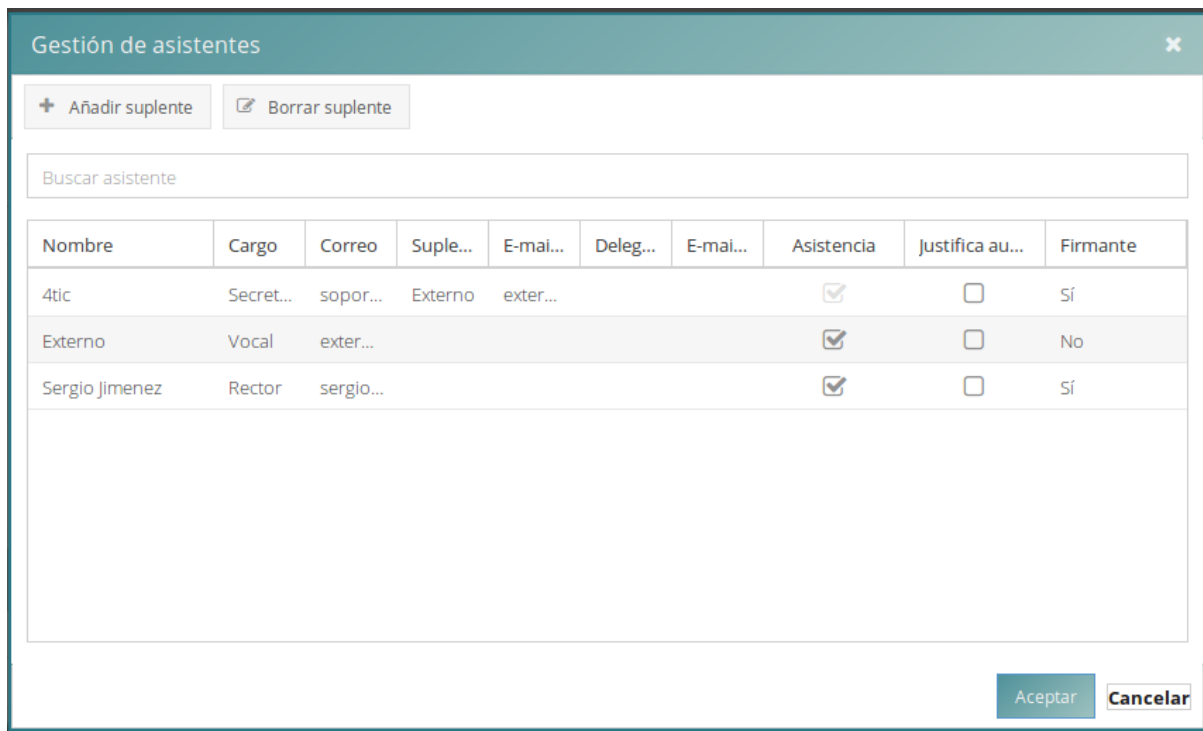 Gestión de asistentes
Añadir suplente Borrar suplente
Buscar asistente
Nombre Cargo Correo Suple... E-mai... Deleg... E-mai... Asistencia Justifica au... Firmante
4tic Secret... sopor... Externo exter... Sí
Externo Vocal exter... No
Sergio Jimenez Rector sergio... Sí
Aceptar Cancelar